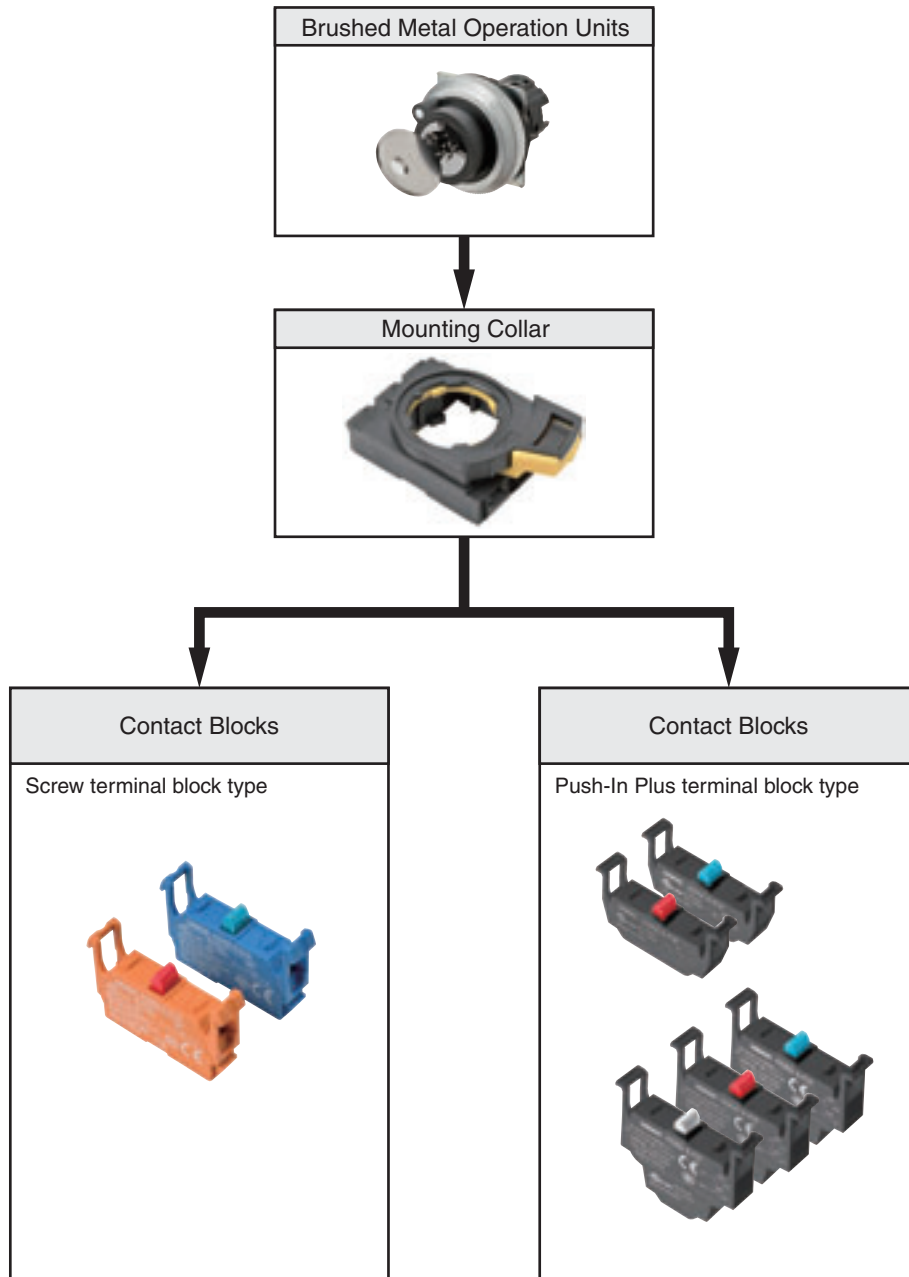 Brushed Metal Operation Units
Mounting Collar
Contact Blocks
Screw terminal block type
Contact Blocks
Push-In Plus terminal block type